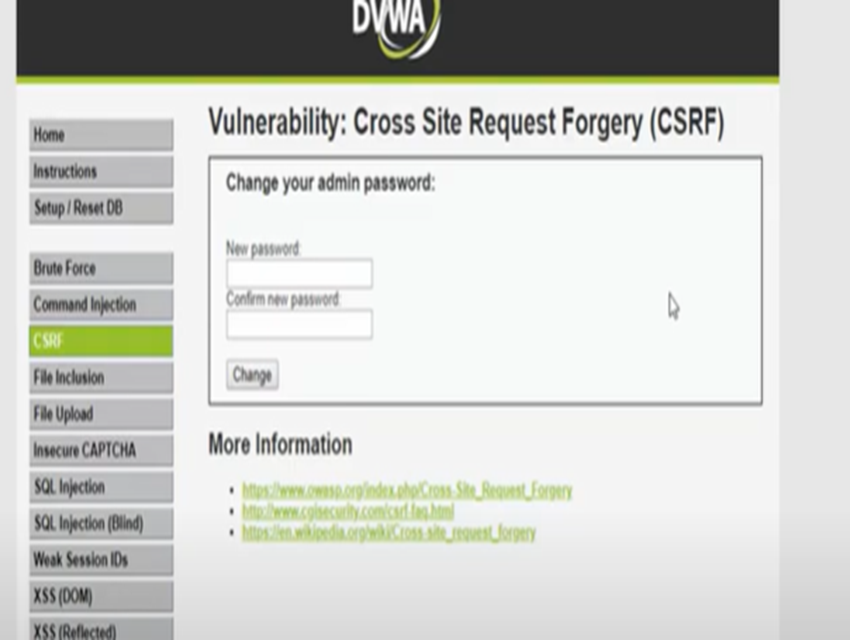 DVWA
Vulnerability: Cross Site Request Forgery (CSRF)
Home
Instructions
Setup / Reset DB
Brute Force
Command Injection
CSRF
File Inclusion
File Upload
Insecure CAPTCHA
SQL Injection
SQL Injection (Blind)
Weak Session IDs
XSS (DOM)
XSS (Reflected)
Change your admin password:
New password:
Confirm new password:
Change
More Information
• https://www.owasp.org/index.php/Cross-Site_Request_Forgery
• http://www.cgisecurity.com/csrf-faq.html
• https://en.wikipedia.org/wiki/Cross-site_request_forgery